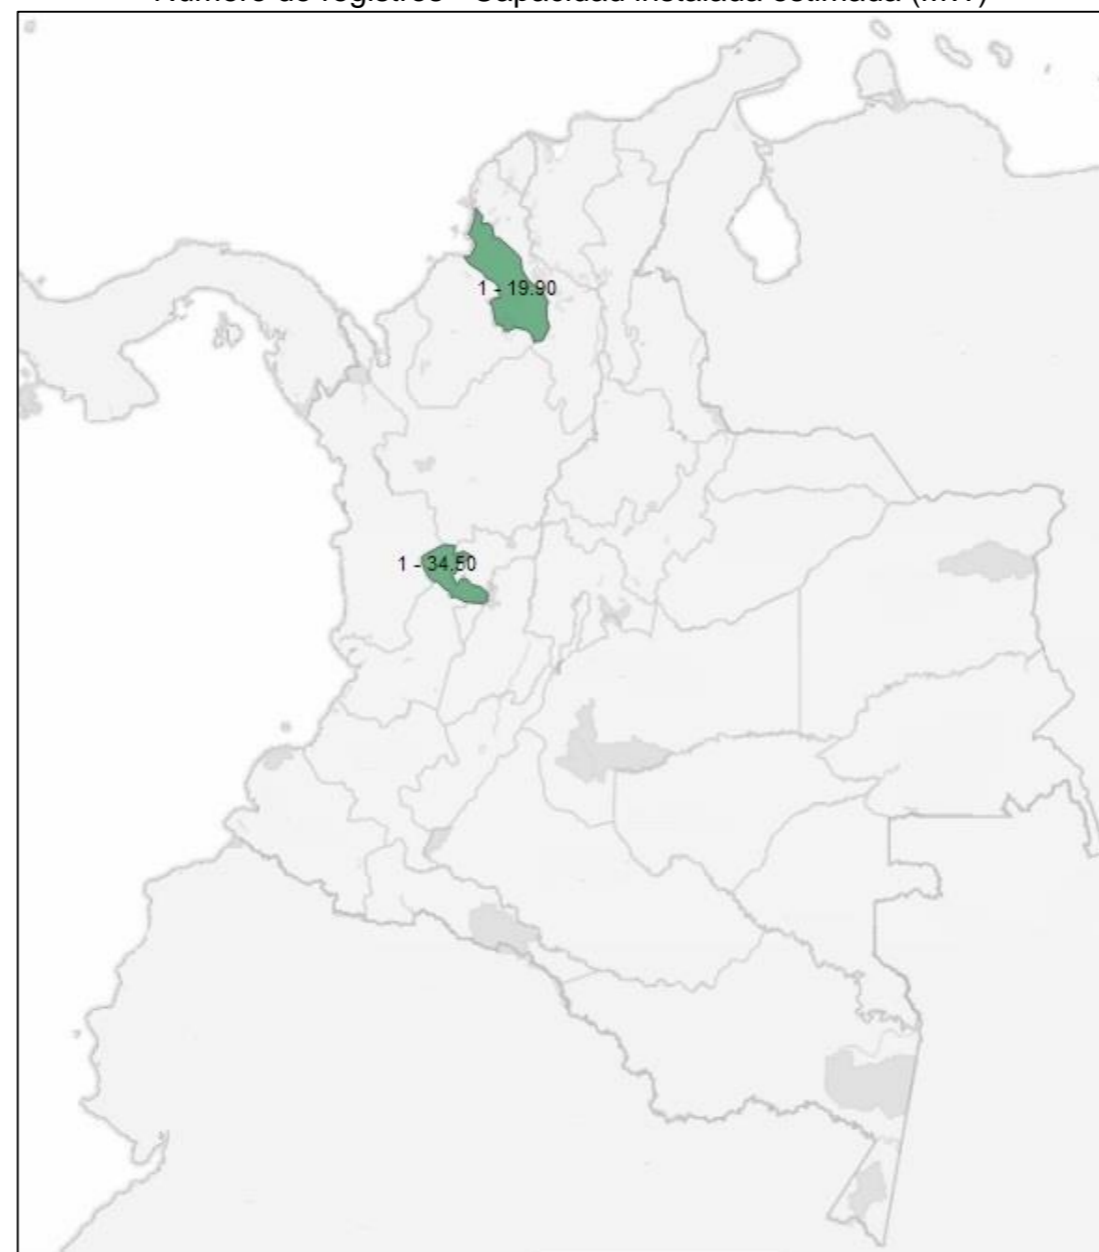 Número de registros - Capacidad instalada estimada (MW)
1 - 19.90
1 - 34.50